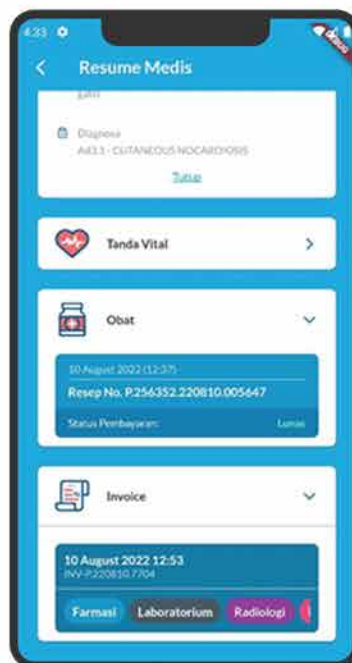 4:33
DEBUG
Resume Medis
Diagnosa
A43.1 - CUTANEOUS NOCARDIOSIS
Tutup
Tanda Vital
Obat
10 August 2022 (12:37)
Resep No. P.256352.220810.005647
Status Pembayaran:
Lunas
Invoice
10 August 2022 12:53
INV-P.220810.7704
Farmasi
Laboratorium
Radiologi